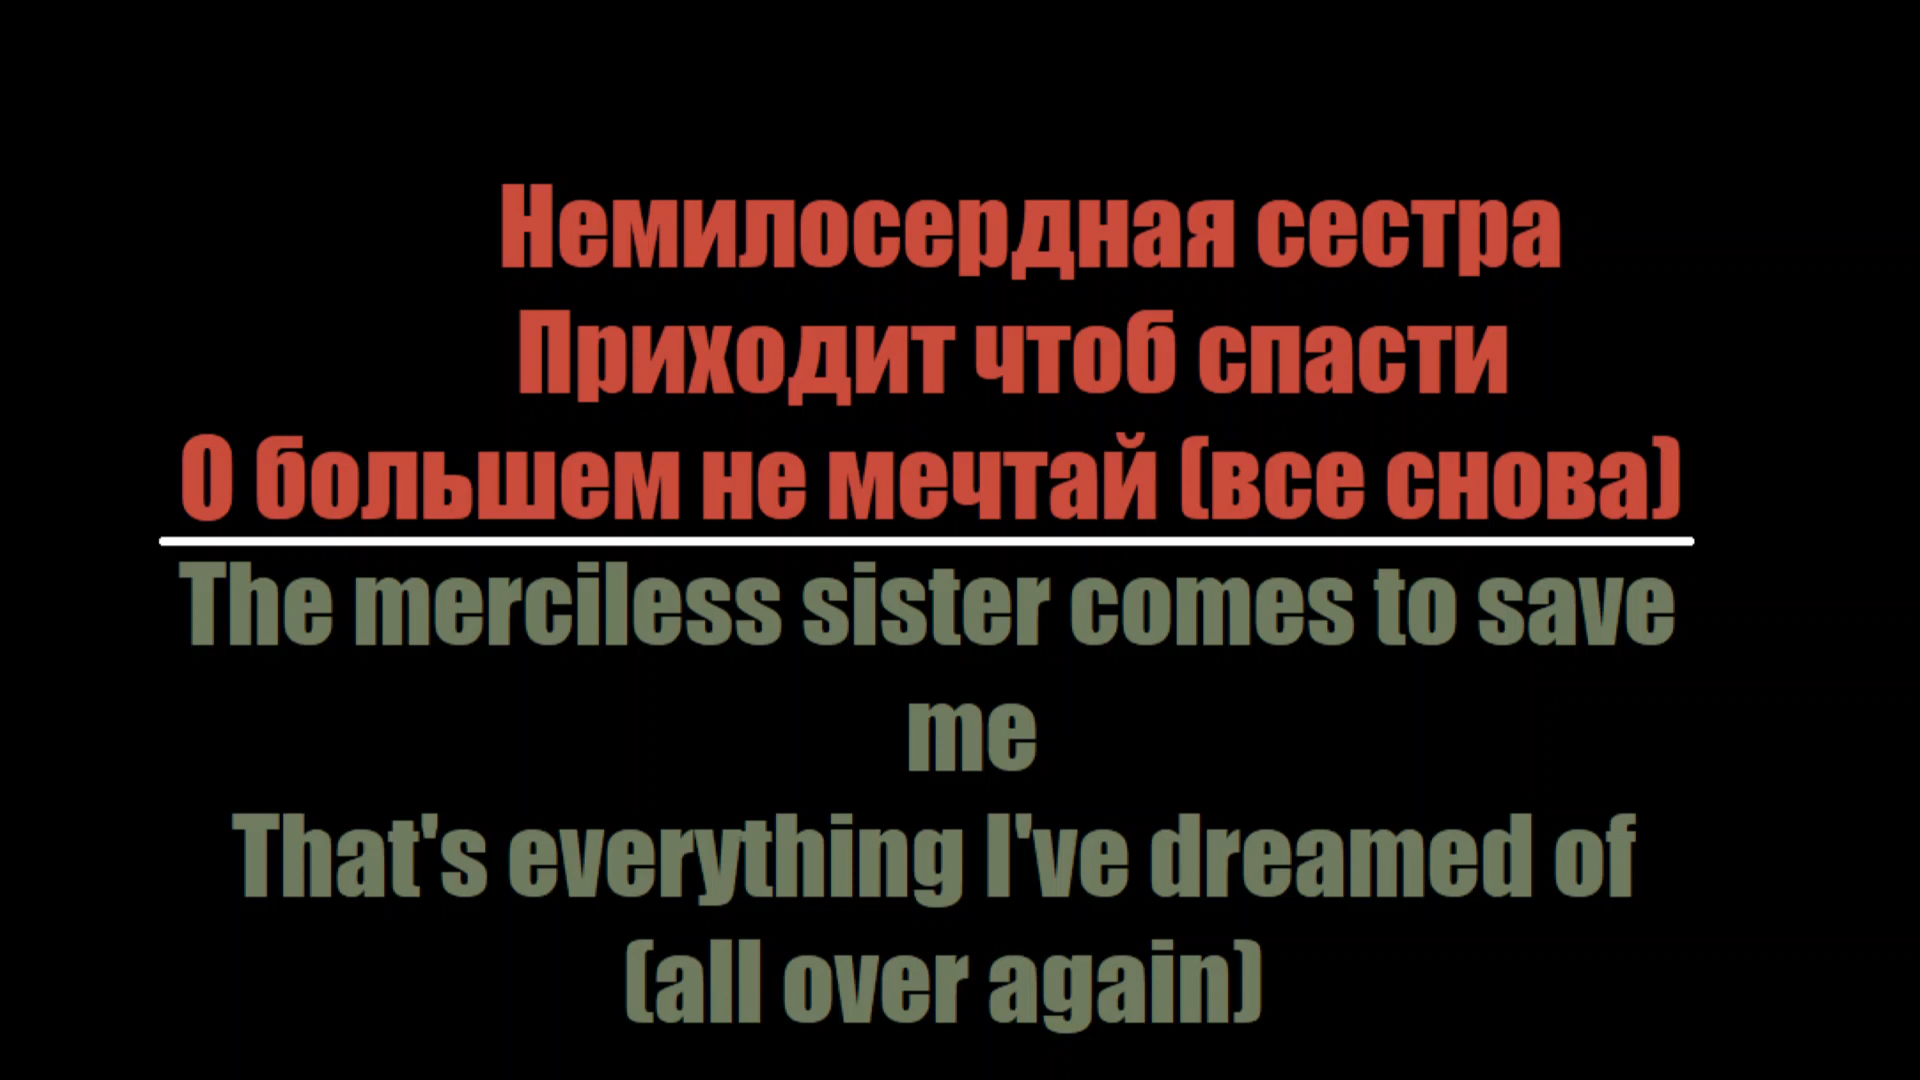 Немилосердная сестра
Приходит чтоб спасти
О большем не мечтай (все снова)
The merciless sister comes to save
me
That's everything I've dreamed of
(all over again)